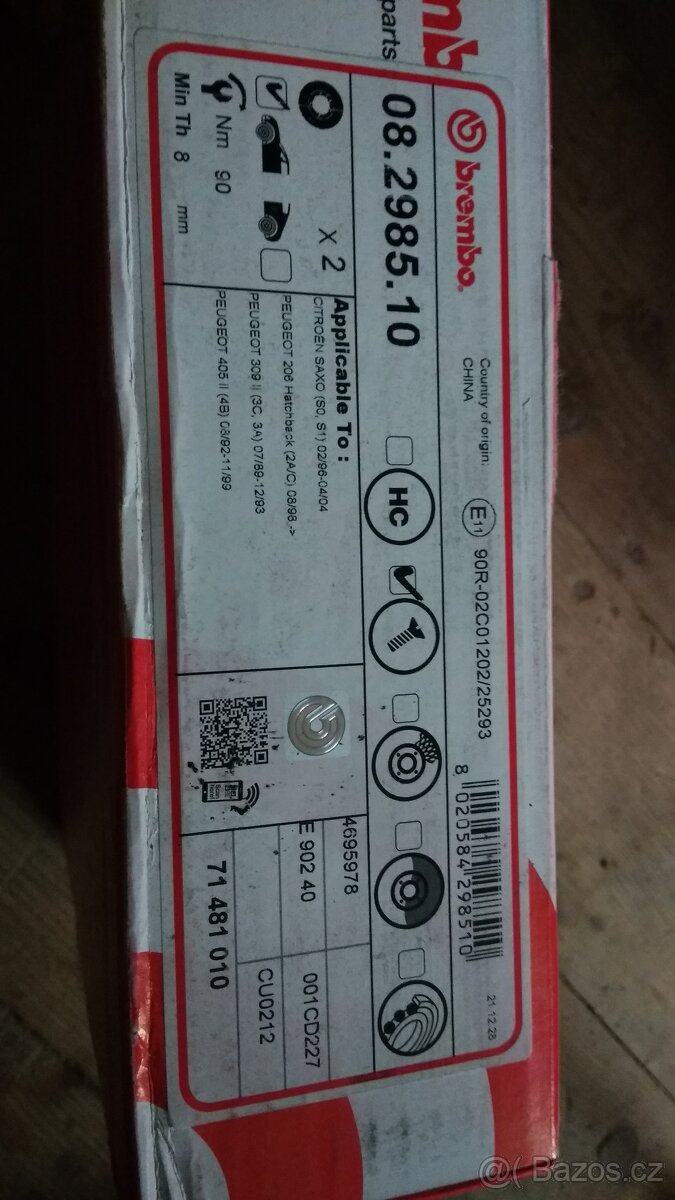 mb
parts
brembo.
Country of origin:
CHINA
E11 90R-02C01202/25293
8 020584 298510
21.12.28
08.2985.10
HC
x 2
Nm 90
Min Th 8 mm
Applicable To :
CITROËN SAXO (S0, S1) 02/96-04/04
PEUGEOT 206 Hatchback (2A/C) 08/98 ->
PEUGEOT 309 II (3C, 3A) 07/89-12/93
PEUGEOT 405 II (4B) 08/92-11/99
4695978
E 902 40
001CD227
CU0212
71 481 010
@( Bazos.cz